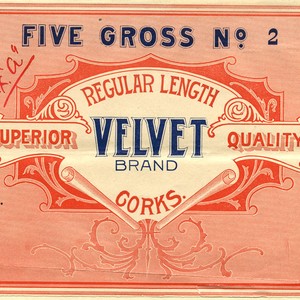 FIVE GROSS Nº 2
REGULAR LENGTH
SUPERIOR VELVET QUALITY
BRAND
CORKS.